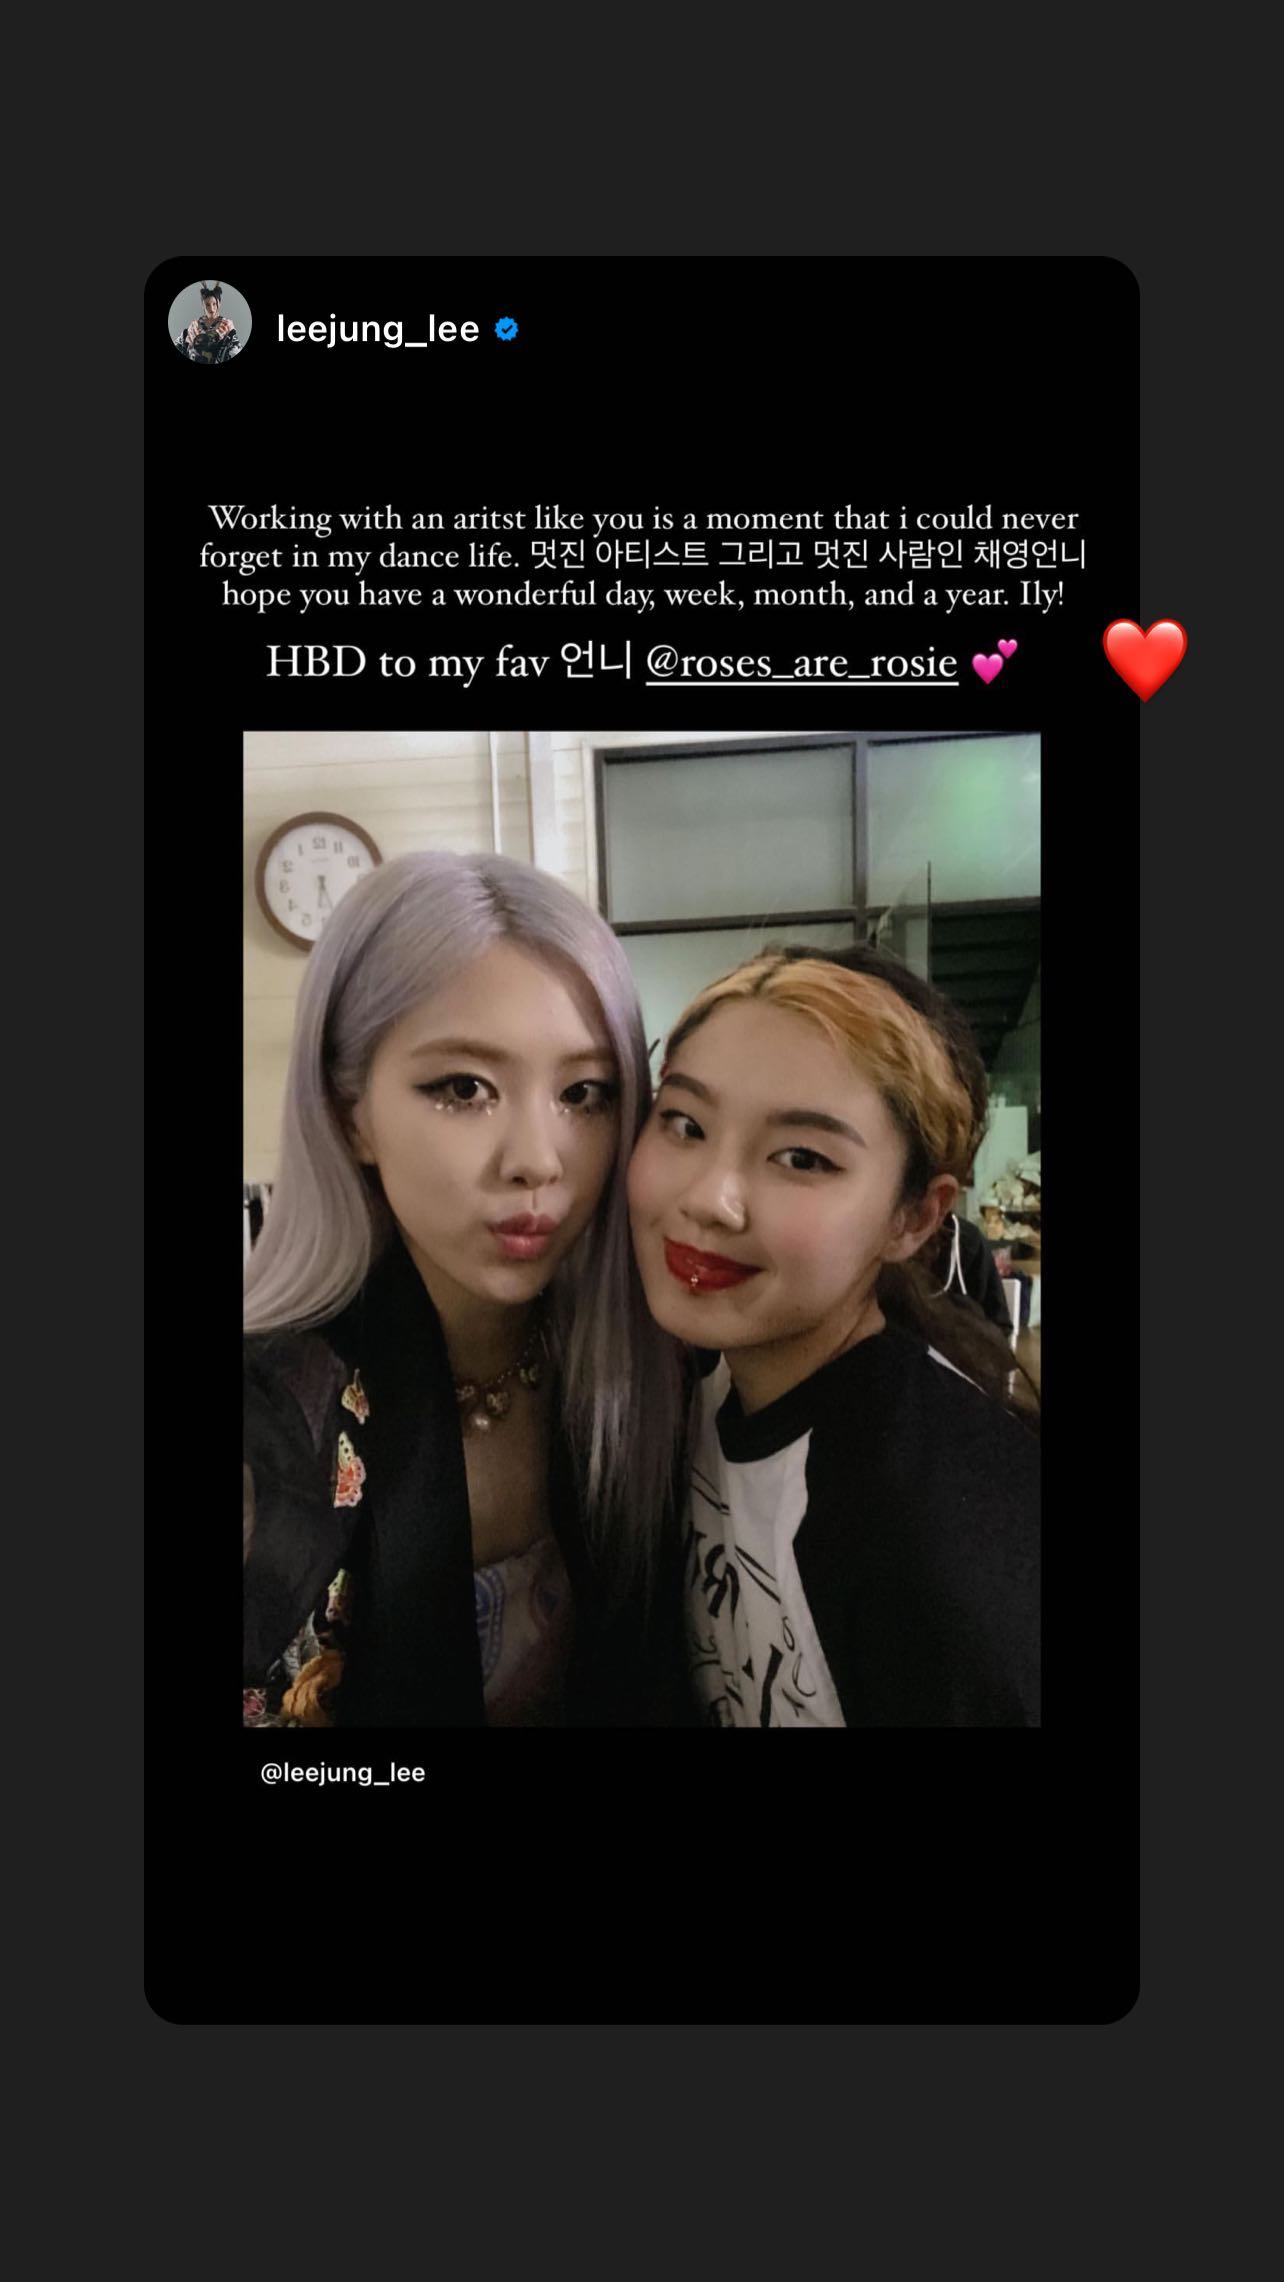 leejung_lee
Working with an aritst like you is a moment that i could never
forget in my dance life. 멋진 아티스트 그리고 멋진 사람인 채영언니
hope you have a wonderful day, week, month, and a year. Ily!
HBD to my fav 언니 @roses_are_rosie 💕
@leejung_lee